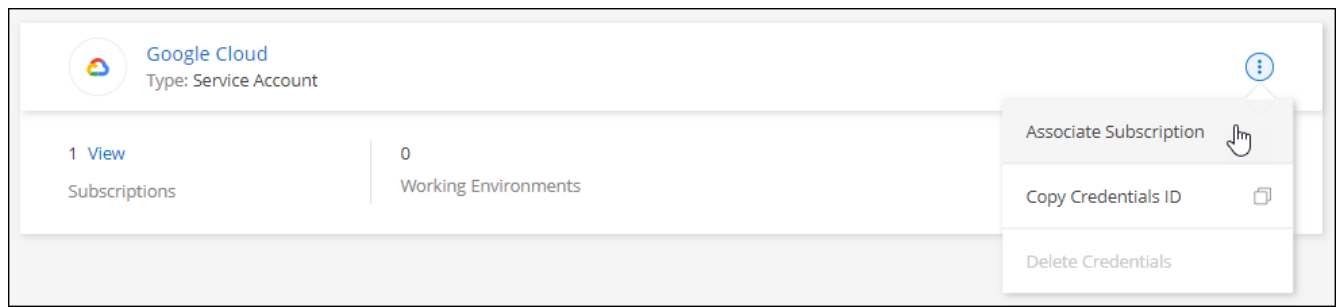 Google Cloud
Type: Service Account
1 View
Subscriptions
0
Working Environments
Associate Subscription
Copy Credentials ID
Delete Credentials